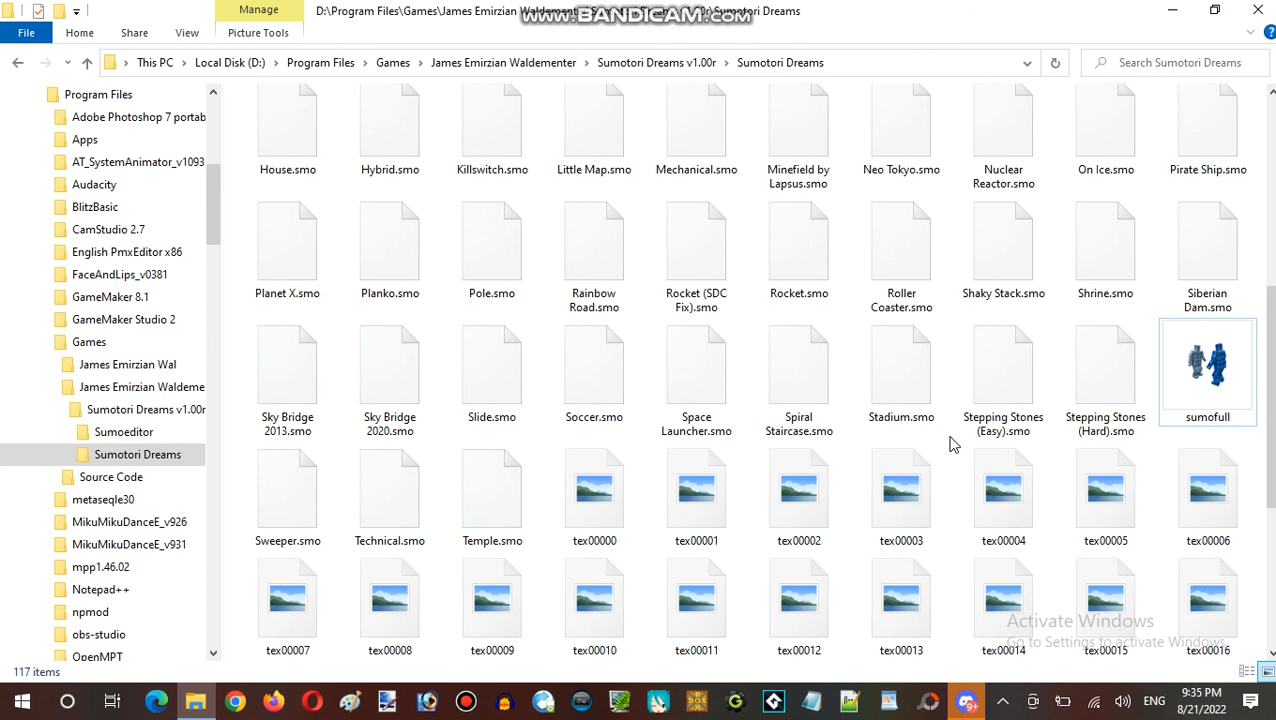 Manage
D:\Program Files\Games\James Emirzian Waldementer\Sumotori Dreams v1.00r\Sumotori Dreams
www.BANDICAM.com
File
Home
Share
View
Picture Tools
This PC
Local Disk (D:)
Program Files
Games
James Emirzian Waldementer
Sumotori Dreams v1.00r
Sumotori Dreams
Search Sumotori Dreams
Program Files
Adobe Photoshop 7 portab
Apps
AT_SystemAnimator_v1093
Audacity
BlitzBasic
CamStudio 2.7
English PmxEditor x86
FaceAndLips_v0381
GameMaker 8.1
GameMaker Studio 2
Games
James Emirzian Wal
James Emirzian Waldeme
Sumotori Dreams v1.00r
Sumoeditor
Sumotori Dreams
Source Code
metaseqle30
MikuMikuDanceE_v926
MikuMikuDanceE_v931
mpp1.46.02
Notepad++
npmod
obs-studio
OpenMPT
House.smo
Hybrid.smo
Killswitch.smo
Little Map.smo
Mechanical.smo
Minefield by
Lapsus.smo
Neo Tokyo.smo
Nuclear
Reactor.smo
On Ice.smo
Pirate Ship.smo
Planet X.smo
Planko.smo
Pole.smo
Rainbow
Road.smo
Rocket (SDC
Fix).smo
Rocket.smo
Roller
Coaster.smo
Shaky Stack.smo
Shrine.smo
Siberian
Dam.smo
Sky Bridge
2013.smo
Sky Bridge
2020.smo
Slide.smo
Soccer.smo
Space
Launcher.smo
Spiral
Staircase.smo
Stadium.smo
Stepping Stones
(Easy).smo
Stepping Stones
(Hard).smo
sumofull
Sweeper.smo
Technical.smo
Temple.smo
tex00000
tex00001
tex00002
tex00003
tex00004
tex00005
tex00006
tex00007
tex00008
tex00009
tex00010
tex00011
tex00012
tex00013
tex00014
tex00015
tex00016
Activate Windows
Go to Settings to activate Windows.
117 items
9+
ENG
9:35 PM
8/21/2022